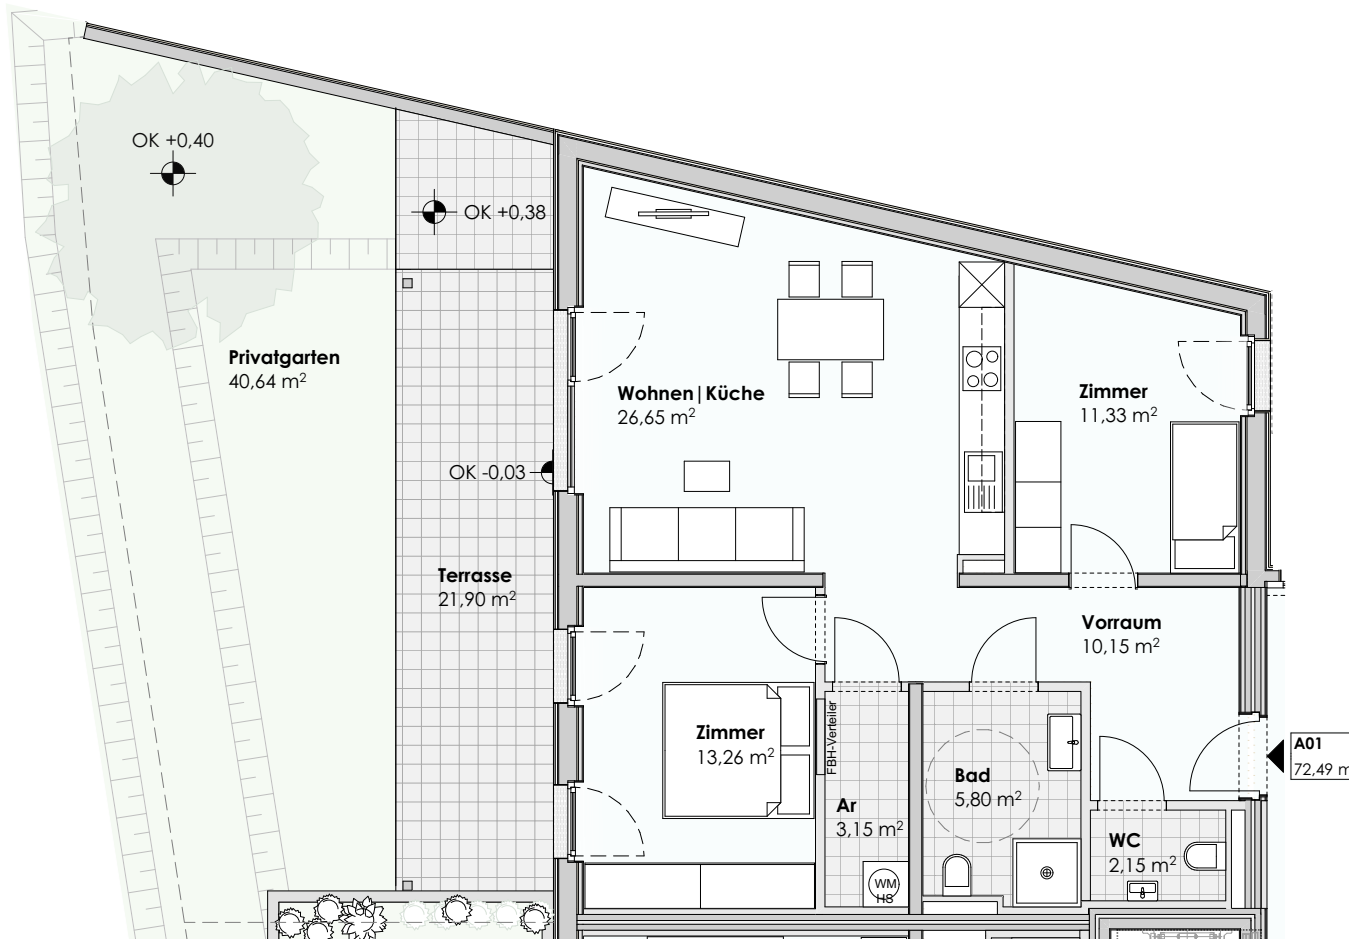 OK +0,40
OK +0,38
Privatgarten
40,64 m²
Wohnen|Küche
26,65 m²
Zimmer
11,33 m²
OK -0,03
Terrasse
21,90 m²
Vorraum
10,15 m²
Zimmer
13,26 m²
FBH-Verteiler
Ar
3,15 m²
Bad
5,80 m²
WC
2,15 m²
A01
72,49 m
WM
HS